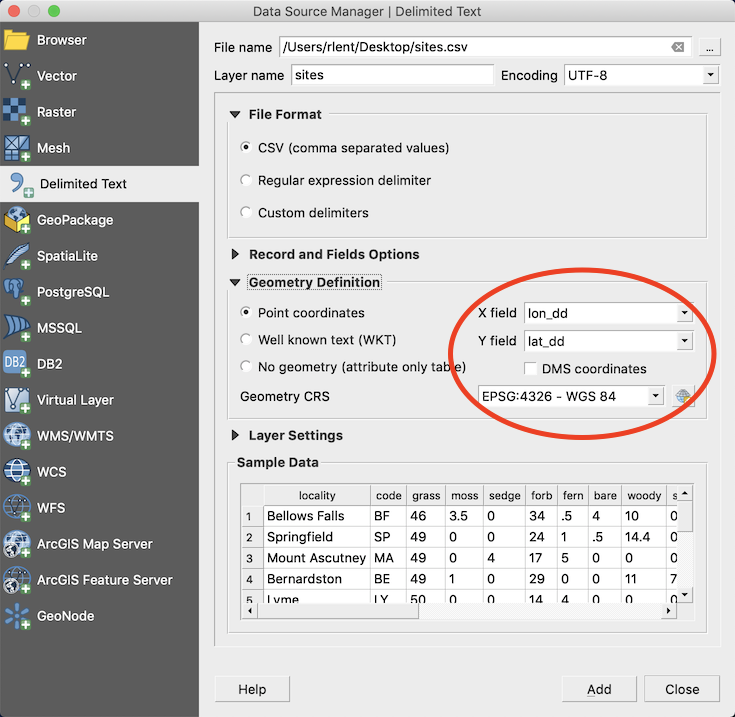 Data Source Manager | Delimited Text
Browser
Vector
Raster
Mesh
Delimited Text
GeoPackage
SpatiaLite
PostgreSQL
MSSQL
DB2 DB2
Virtual Layer
WMS/WMTS
WCS
WFS
ArcGIS Map Server
ArcGIS Feature Server
GeoNode
File name /Users/rlent/Desktop/sites.csv ...
Layer name sites Encoding UTF-8
File Format
CSV (comma separated values)
Regular expression delimiter
Custom delimiters
Record and Fields Options
Geometry Definition
Point coordinates X field lon_dd
Well known text (WKT) Y field lat_dd
No geometry (attribute only table) DMS coordinates
Geometry CRS EPSG:4326 - WGS 84
Layer Settings
Sample Data
locality code grass moss sedge forb fern bare woody s
1 Bellows Falls BF 46 3.5 0 34 .5 4 10 0
2 Springfield SP 49 0 0 24 1 .5 14.4 0
3 Mount Ascutney MA 49 0 4 17 5 0 0 0
4 Bernardston BE 49 1 0 29 0 0 11 7
5 Lyme LY 50 0 0 14 4 0 0 0
Help Add Close